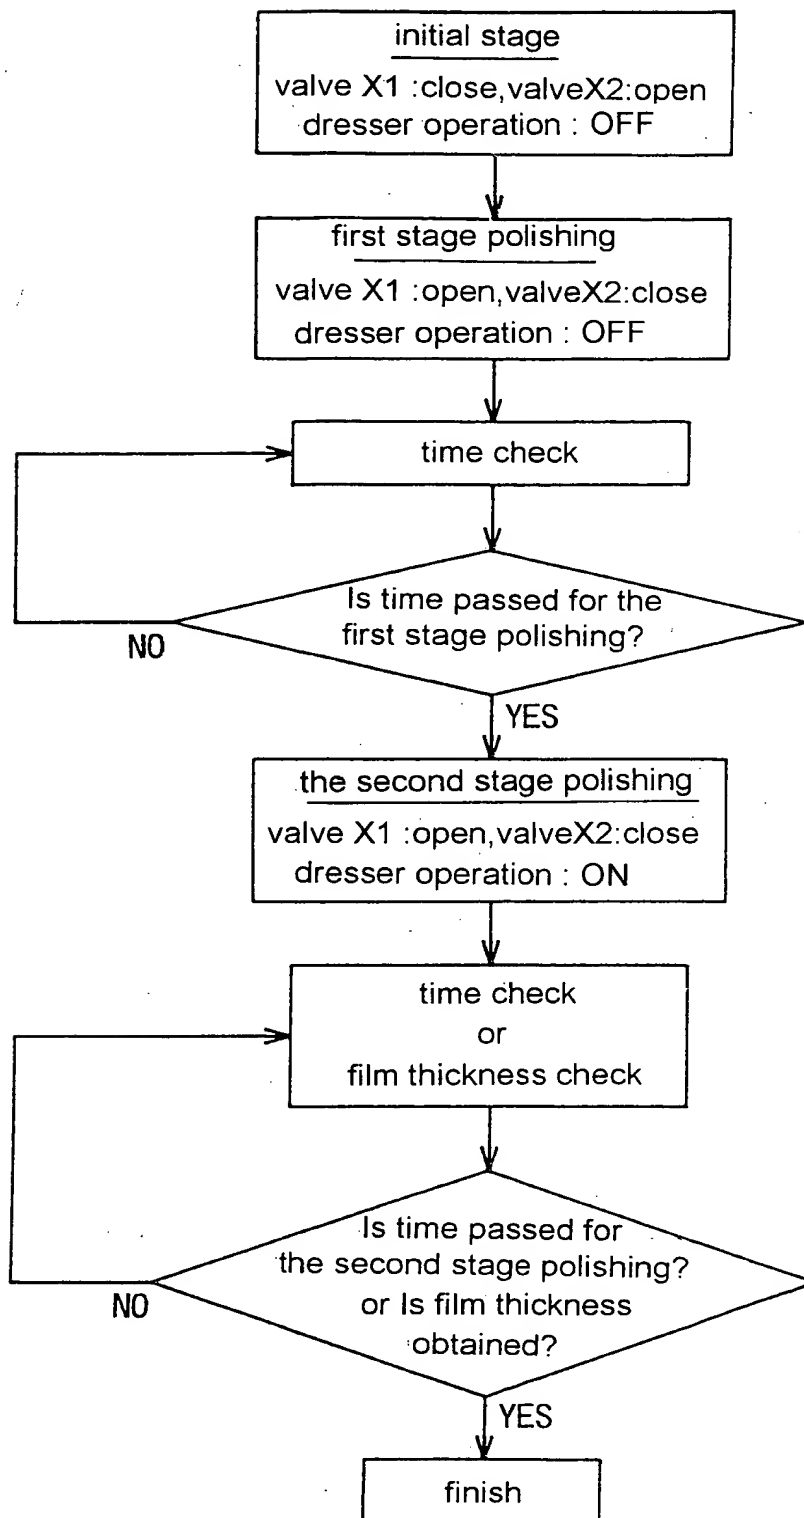 initial stage
valve X1 :close,valveX2:open
dresser operation : OFF
first stage polishing
valve X1 :open,valveX2:close
dresser operation : OFF
time check
Is time passed for the
first stage polishing?
NO
YES
the second stage polishing
valve X1 :open,valveX2:close
dresser operation : ON
time check
or
film thickness check
Is time passed for
the second stage polishing?
or Is film thickness
obtained?
NO
YES
finish